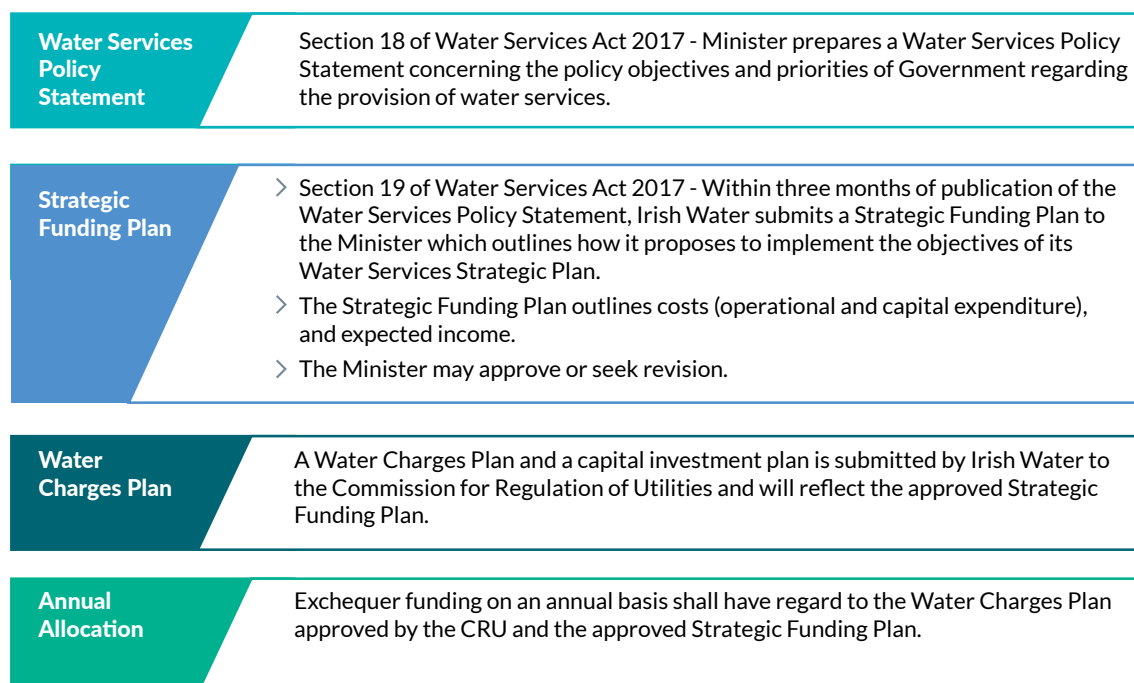 Water Services
Policy
Statement
Section 18 of Water Services Act 2017 - Minister prepares a Water Services Policy
Statement concerning the policy objectives and priorities of Government regarding
the provision of water services.
Strategic
Funding Plan
Section 19 of Water Services Act 2017 - Within three months of publication of the
Water Services Policy Statement, Irish Water submits a Strategic Funding Plan to
the Minister which outlines how it proposes to implement the objectives of its
Water Services Strategic Plan.
The Strategic Funding Plan outlines costs (operational and capital expenditure),
and expected income.
The Minister may approve or seek revision.
Water
Charges Plan
A Water Charges Plan and a capital investment plan is submitted by Irish Water to
the Commission for Regulation of Utilities and will reflect the approved Strategic
Funding Plan.
Annual
Allocation
Exchequer funding on an annual basis shall have regard to the Water Charges Plan
approved by the CRU and the approved Strategic Funding Plan.